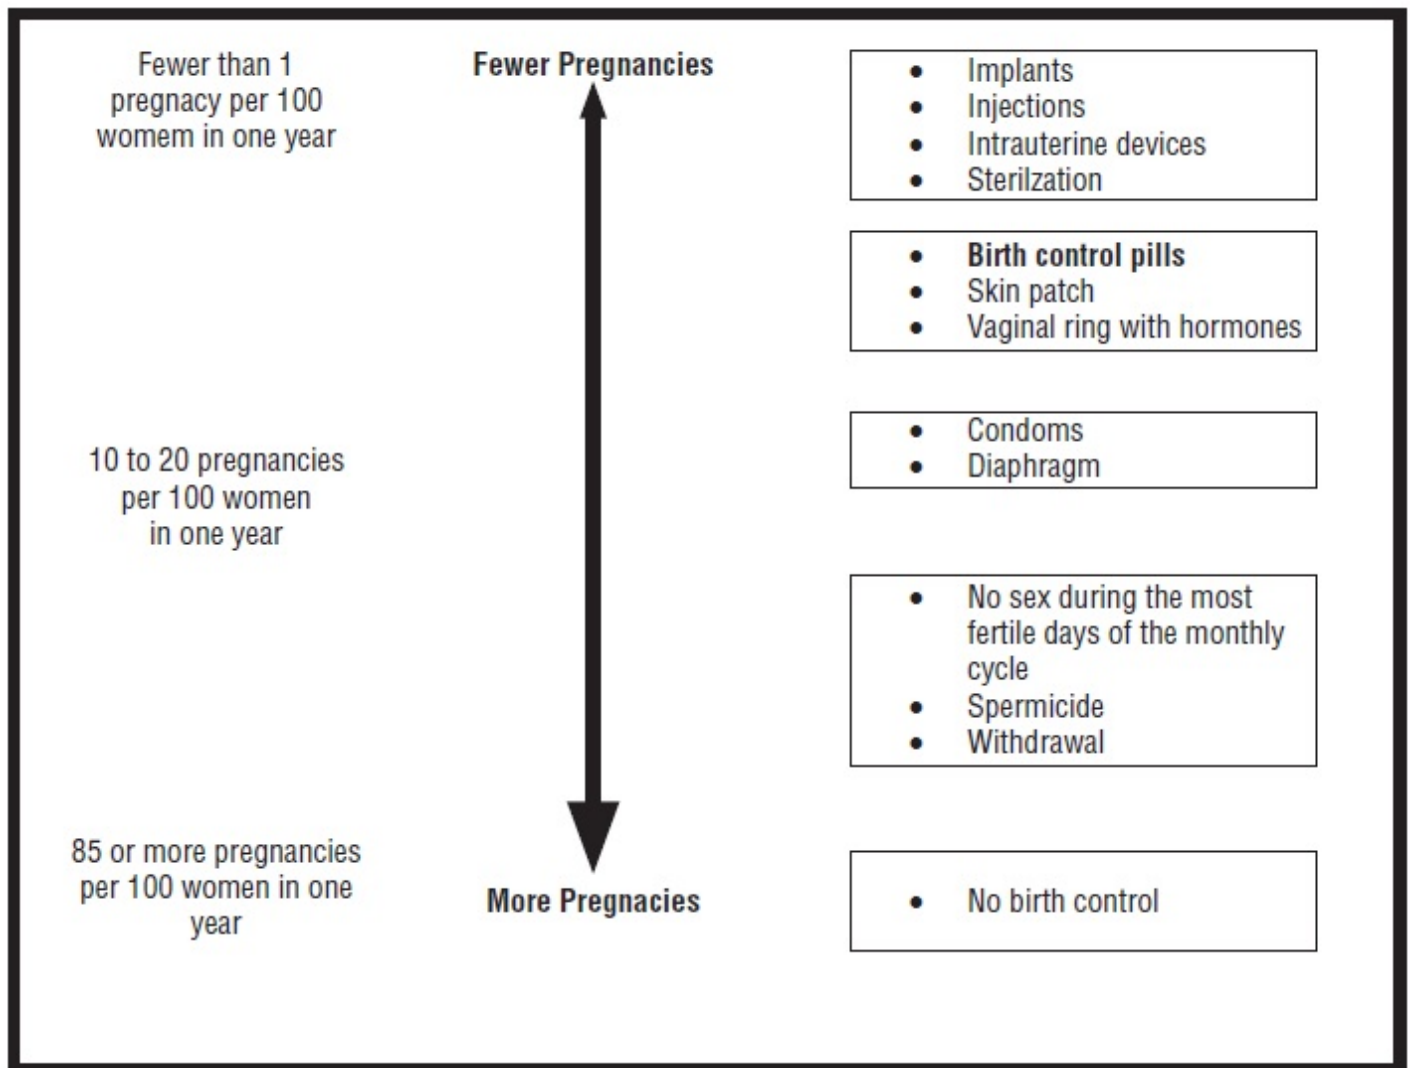 Fewer than 1
pregnacy per 100
womem in one year
Fewer Pregnancies
• Implants
• Injections
• Intrauterine devices
• Sterilzation
• Birth control pills
• Skin patch
• Vaginal ring with hormones
10 to 20 pregnancies
per 100 women
in one year
• Condoms
• Diaphragm
• No sex during the most
fertile days of the monthly
cycle
• Spermicide
• Withdrawal
85 or more pregnancies
per 100 women in one
year
More Pregnacies
• No birth control